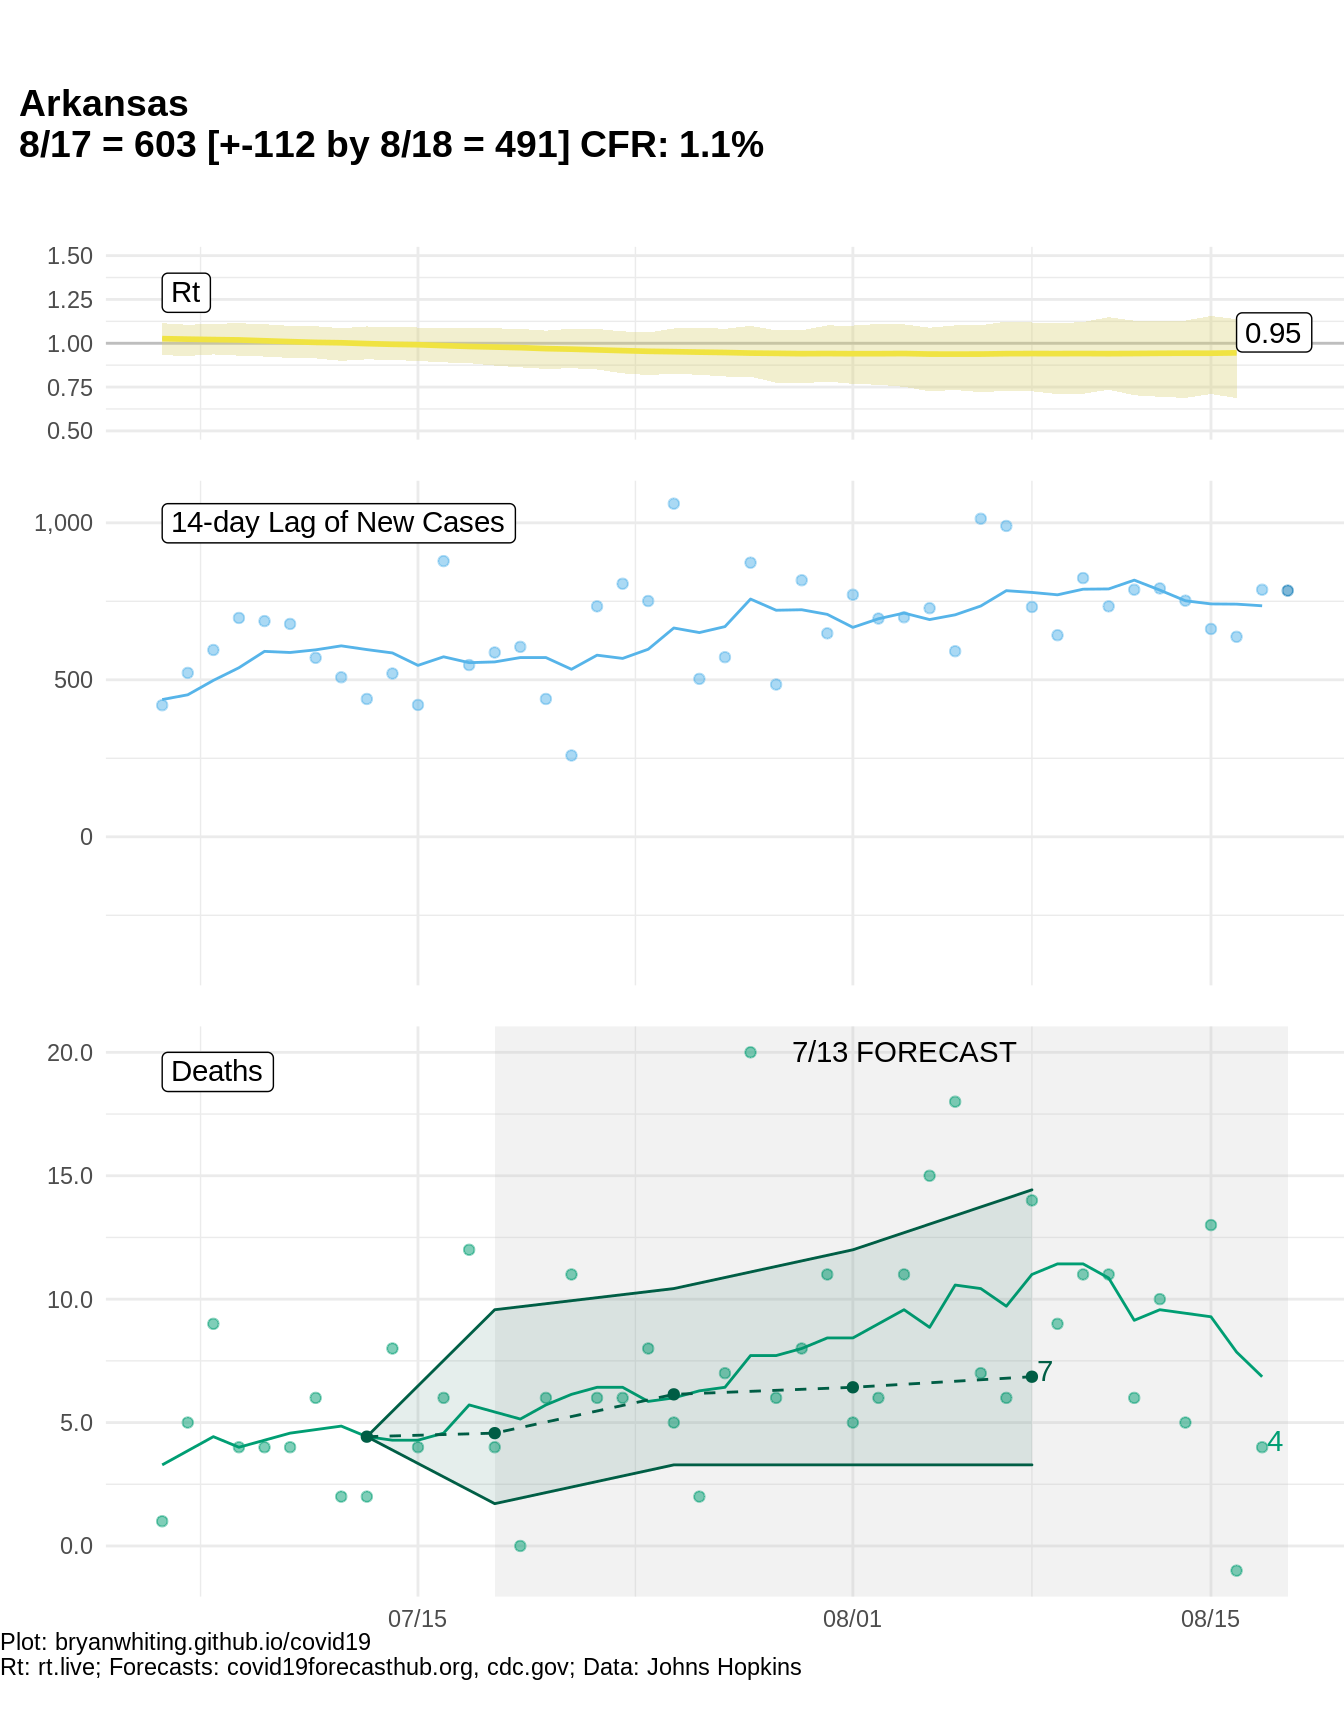 Arkansas
8/17 = 603 [+-112 by 8/18 = 491] CFR: 1.1%
1.50
Rt
1.25
0.95
1.00
0.75
0.50
1,000
14-day Lag of New Cases
500
0
20.0
7/13 FORECAST
Deaths
15.0
10.0
7
5.0
4
0.0
07/15 08/01 08/15
Plot: bryanwhiting.github.io/covid19
Rt: rt.live; Forecasts: covid19forecasthub.org, cdc.gov; Data: Johns Hopkins